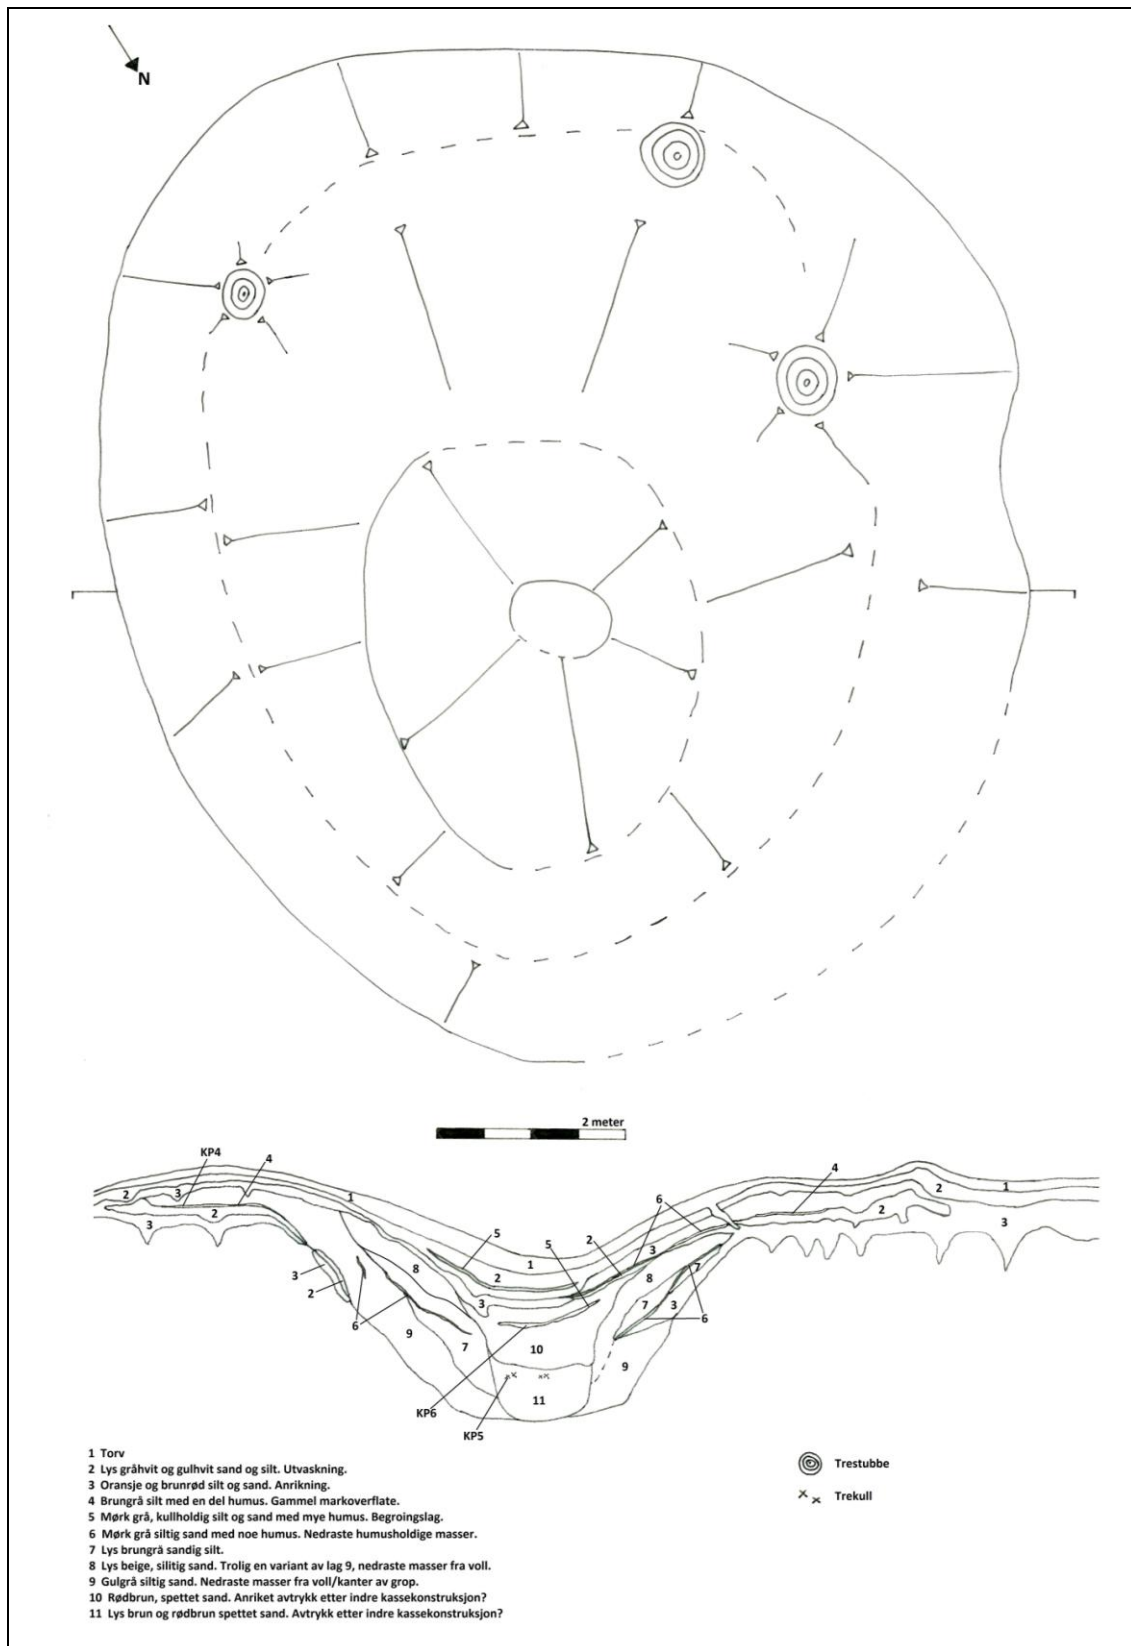 N
2 meter
KP4
4
4
2
3
1
6
2
1
2
2
3
5
5
2
3
3
1
3
8
2
8
7
3
2
3
7
3
6
6
9
7
10
9
11
KP6
KP5
1 Torv
2 Lys gråhvit og gulhvit sand og silt. Utvaskning.
3 Oransje og brunrød silt og sand. Anrikning.
4 Brungrå silt med en del humus. Gammel markoverflate.
5 Mørk grå, kullholdig silt og sand med mye humus. Begroingslag.
6 Mørk grå siltig sand med noe humus. Nedraste humusholdige masser.
7 Lys brungrå sandig silt.
8 Lys beige, silitig sand. Trolig en variant av lag 9, nedraste masser fra voll.
9 Gulgrå siltig sand. Nedraste masser fra voll/kanter av grop.
10 Rødbrun, spettet sand. Anriket avtrykk etter indre kassekonstruksjon?
11 Lys brun og rødbrun spettet sand. Avtrykk etter indre kassekonstruksjon?
Trestubbe
Trekull